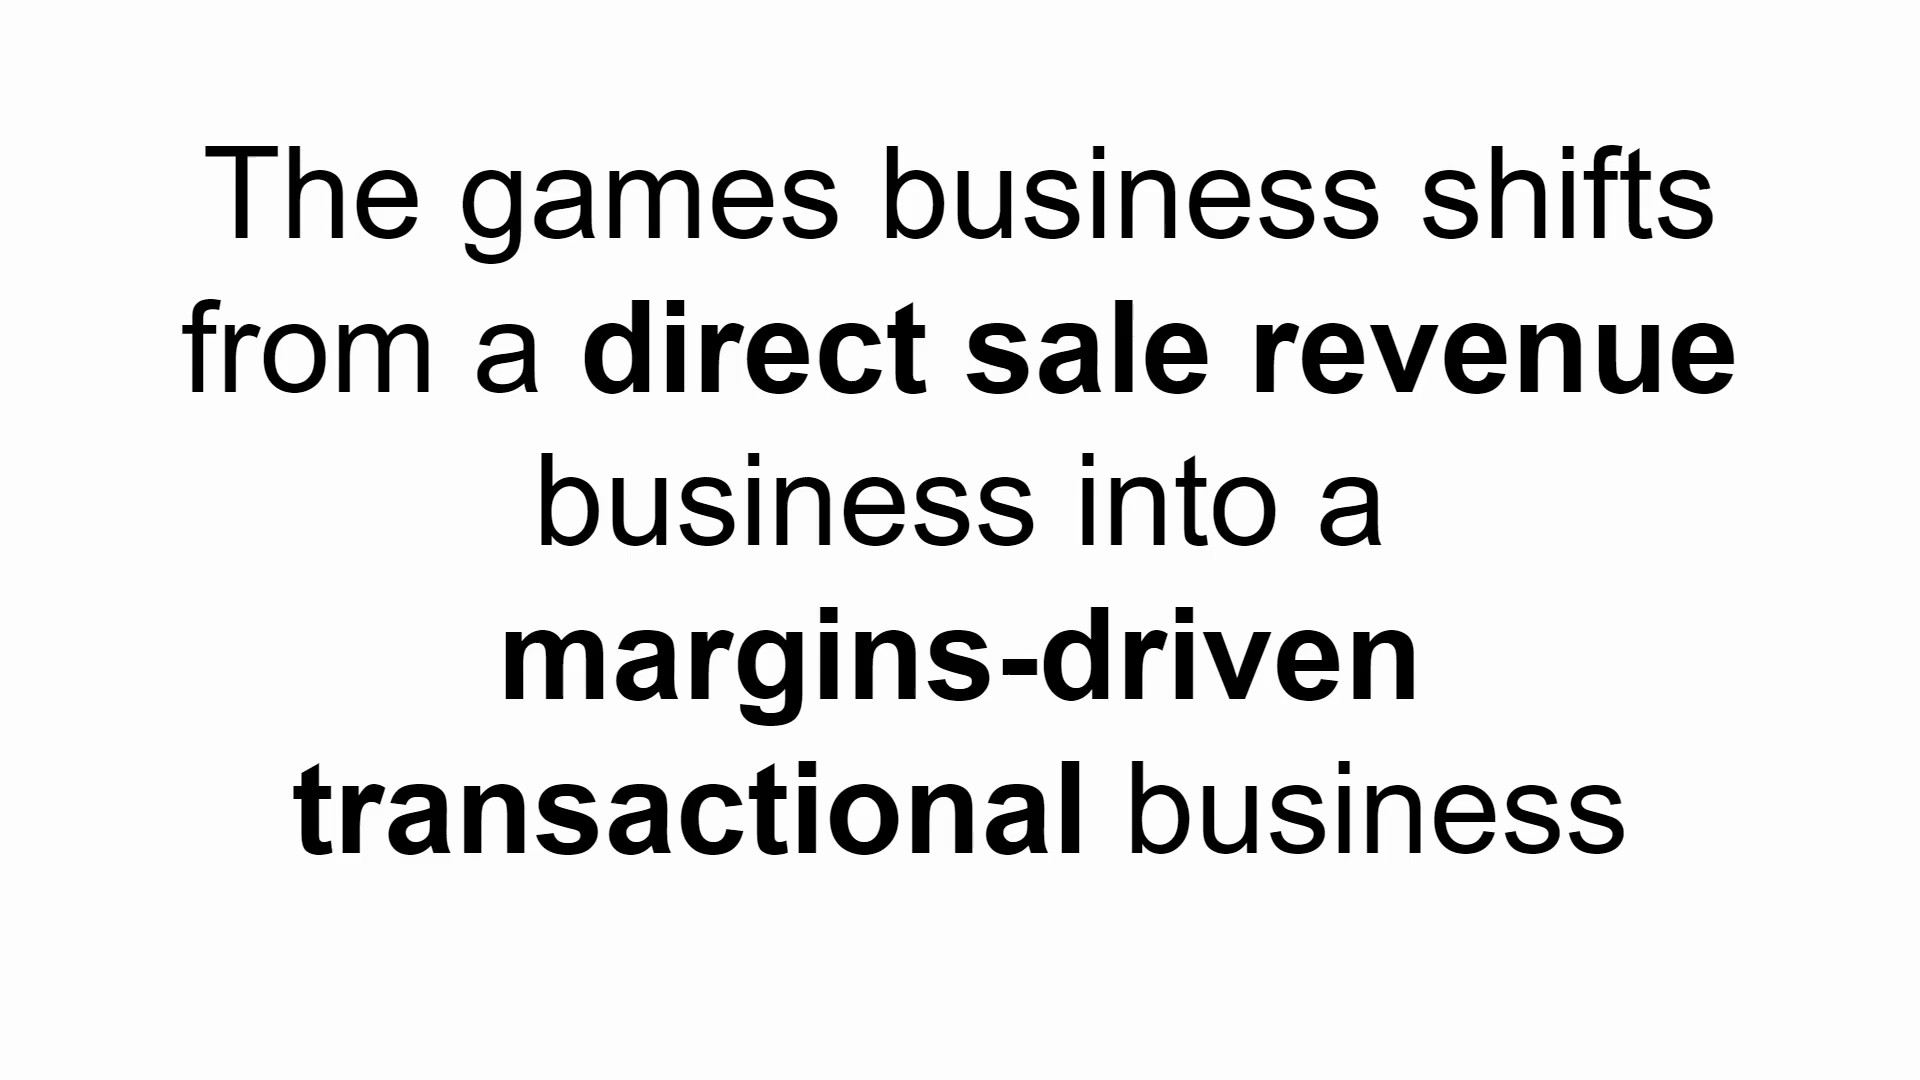 The games business shifts
from a direct sale revenue
business into a
margins-driven
transactional business